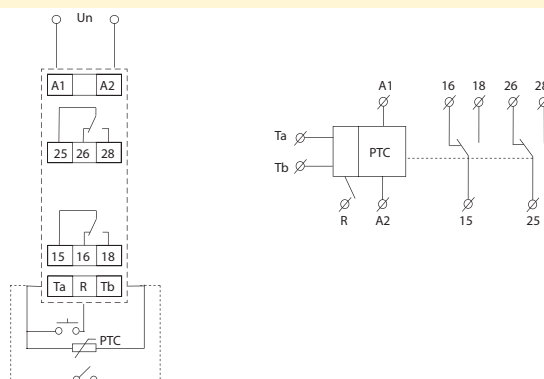 Un
A1 A2
25 26 28
15 16 18
Ta R Tb
PTC
A1 16 18 26 28
Ta
Tb
PTC
R A2 15 25